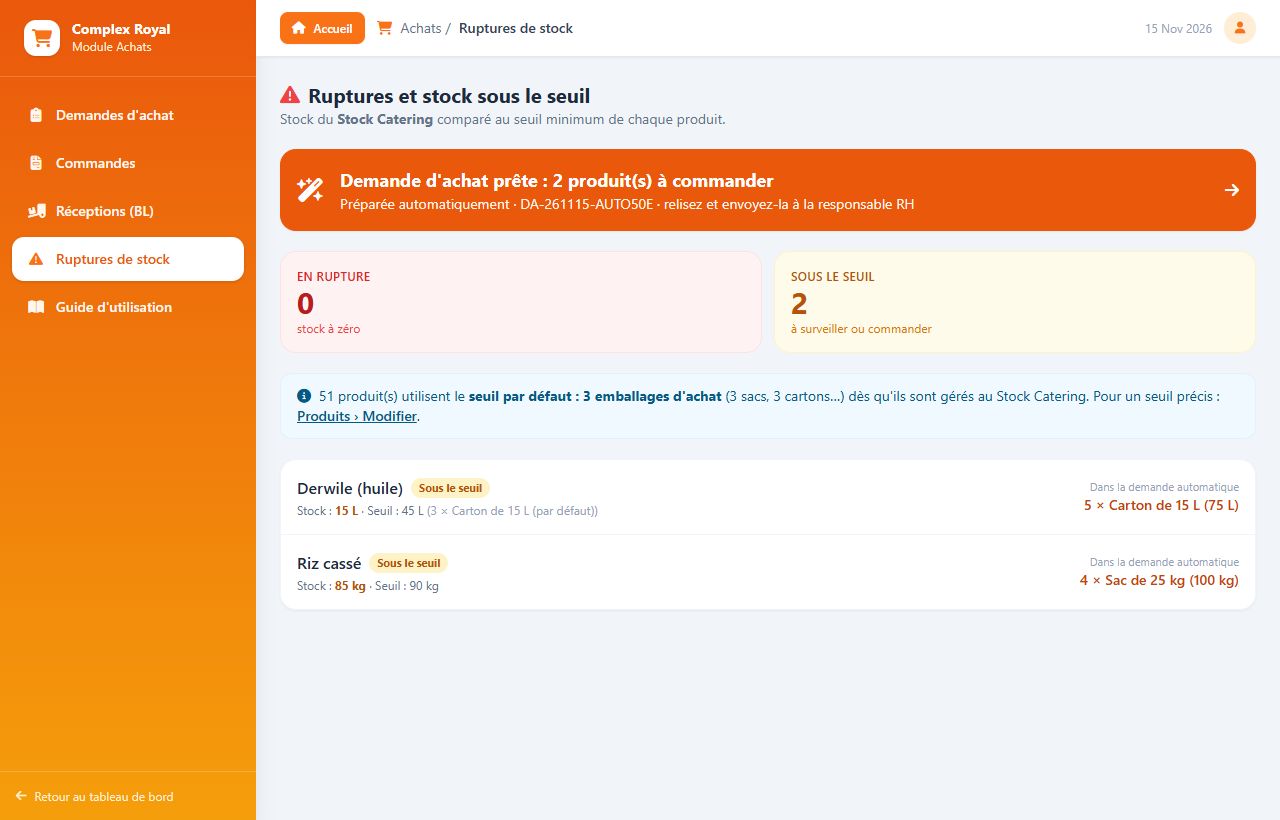 Complex Royal
Module Achats
Demandes d'achat
Commandes
Réceptions (BL)
Ruptures de stock
Guide d'utilisation
Retour au tableau de bord
Accueil
Achats / Ruptures de stock
15 Nov 2026
Ruptures et stock sous le seuil
Stock du Stock Catering comparé au seuil minimum de chaque produit.
Demande d'achat prête : 2 produit(s) à commander
Préparée automatiquement · DA-261115-AUTO50E · relisez et envoyez-la à la responsable RH
EN RUPTURE
0
stock à zéro
SOUS LE SEUIL
2
à surveiller ou commander
51 produit(s) utilisent le seuil par défaut : 3 emballages d'achat (3 sacs, 3 cartons…) dès qu'ils sont gérés au Stock Catering. Pour un seuil précis :
Produits › Modifier.
Derwile (huile) Sous le seuil
Stock : 15 L · Seuil : 45 L (3 × Carton de 15 L (par défaut))
Dans la demande automatique
5 × Carton de 15 L (75 L)
Riz cassé Sous le seuil
Stock : 85 kg · Seuil : 90 kg
Dans la demande automatique
4 × Sac de 25 kg (100 kg)